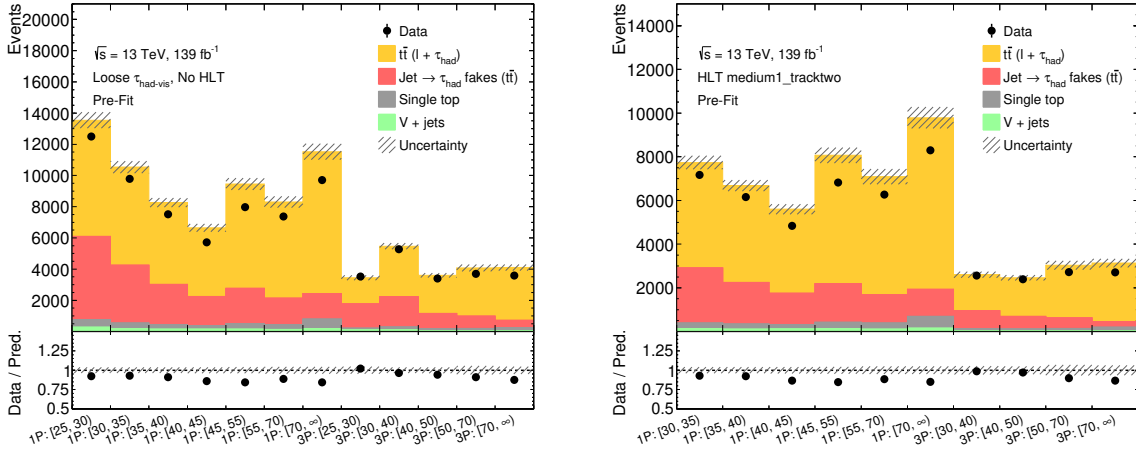 Events
20000
18000
16000
14000
12000
10000
8000
6000
4000
2000
√s = 13 TeV, 139 fb⁻¹
Loose τhad-vis, No HLT
Pre-Fit
Data
tt̄ (l + τhad)
Jet → τhad fakes (tt̄)
Single top
V + jets
Uncertainty
Data / Pred.
1.25
1
0.75
0.5
1P: [25, 30)
1P: [30, 35)
1P: [35, 40)
1P: [40, 45)
1P: [45, 55)
1P: [55, 70)
1P: [70, ∞)
3P: [25, 30)
3P: [30, 40)
3P: [40, 50)
3P: [50, 70)
3P: [70, ∞)
Events
14000
12000
10000
8000
6000
4000
2000
√s = 13 TeV, 139 fb⁻¹
HLT medium1_tracktwo
Pre-Fit
Data
tt̄ (l + τhad)
Jet → τhad fakes (tt̄)
Single top
V + jets
Uncertainty
Data / Pred.
1.25
1
0.75
0.5
1P: [30, 35)
1P: [35, 40)
1P: [40, 45)
1P: [45, 55)
1P: [55, 70)
1P: [70, ∞)
3P: [30, 40)
3P: [40, 50)
3P: [50, 70)
3P: [70, ∞)